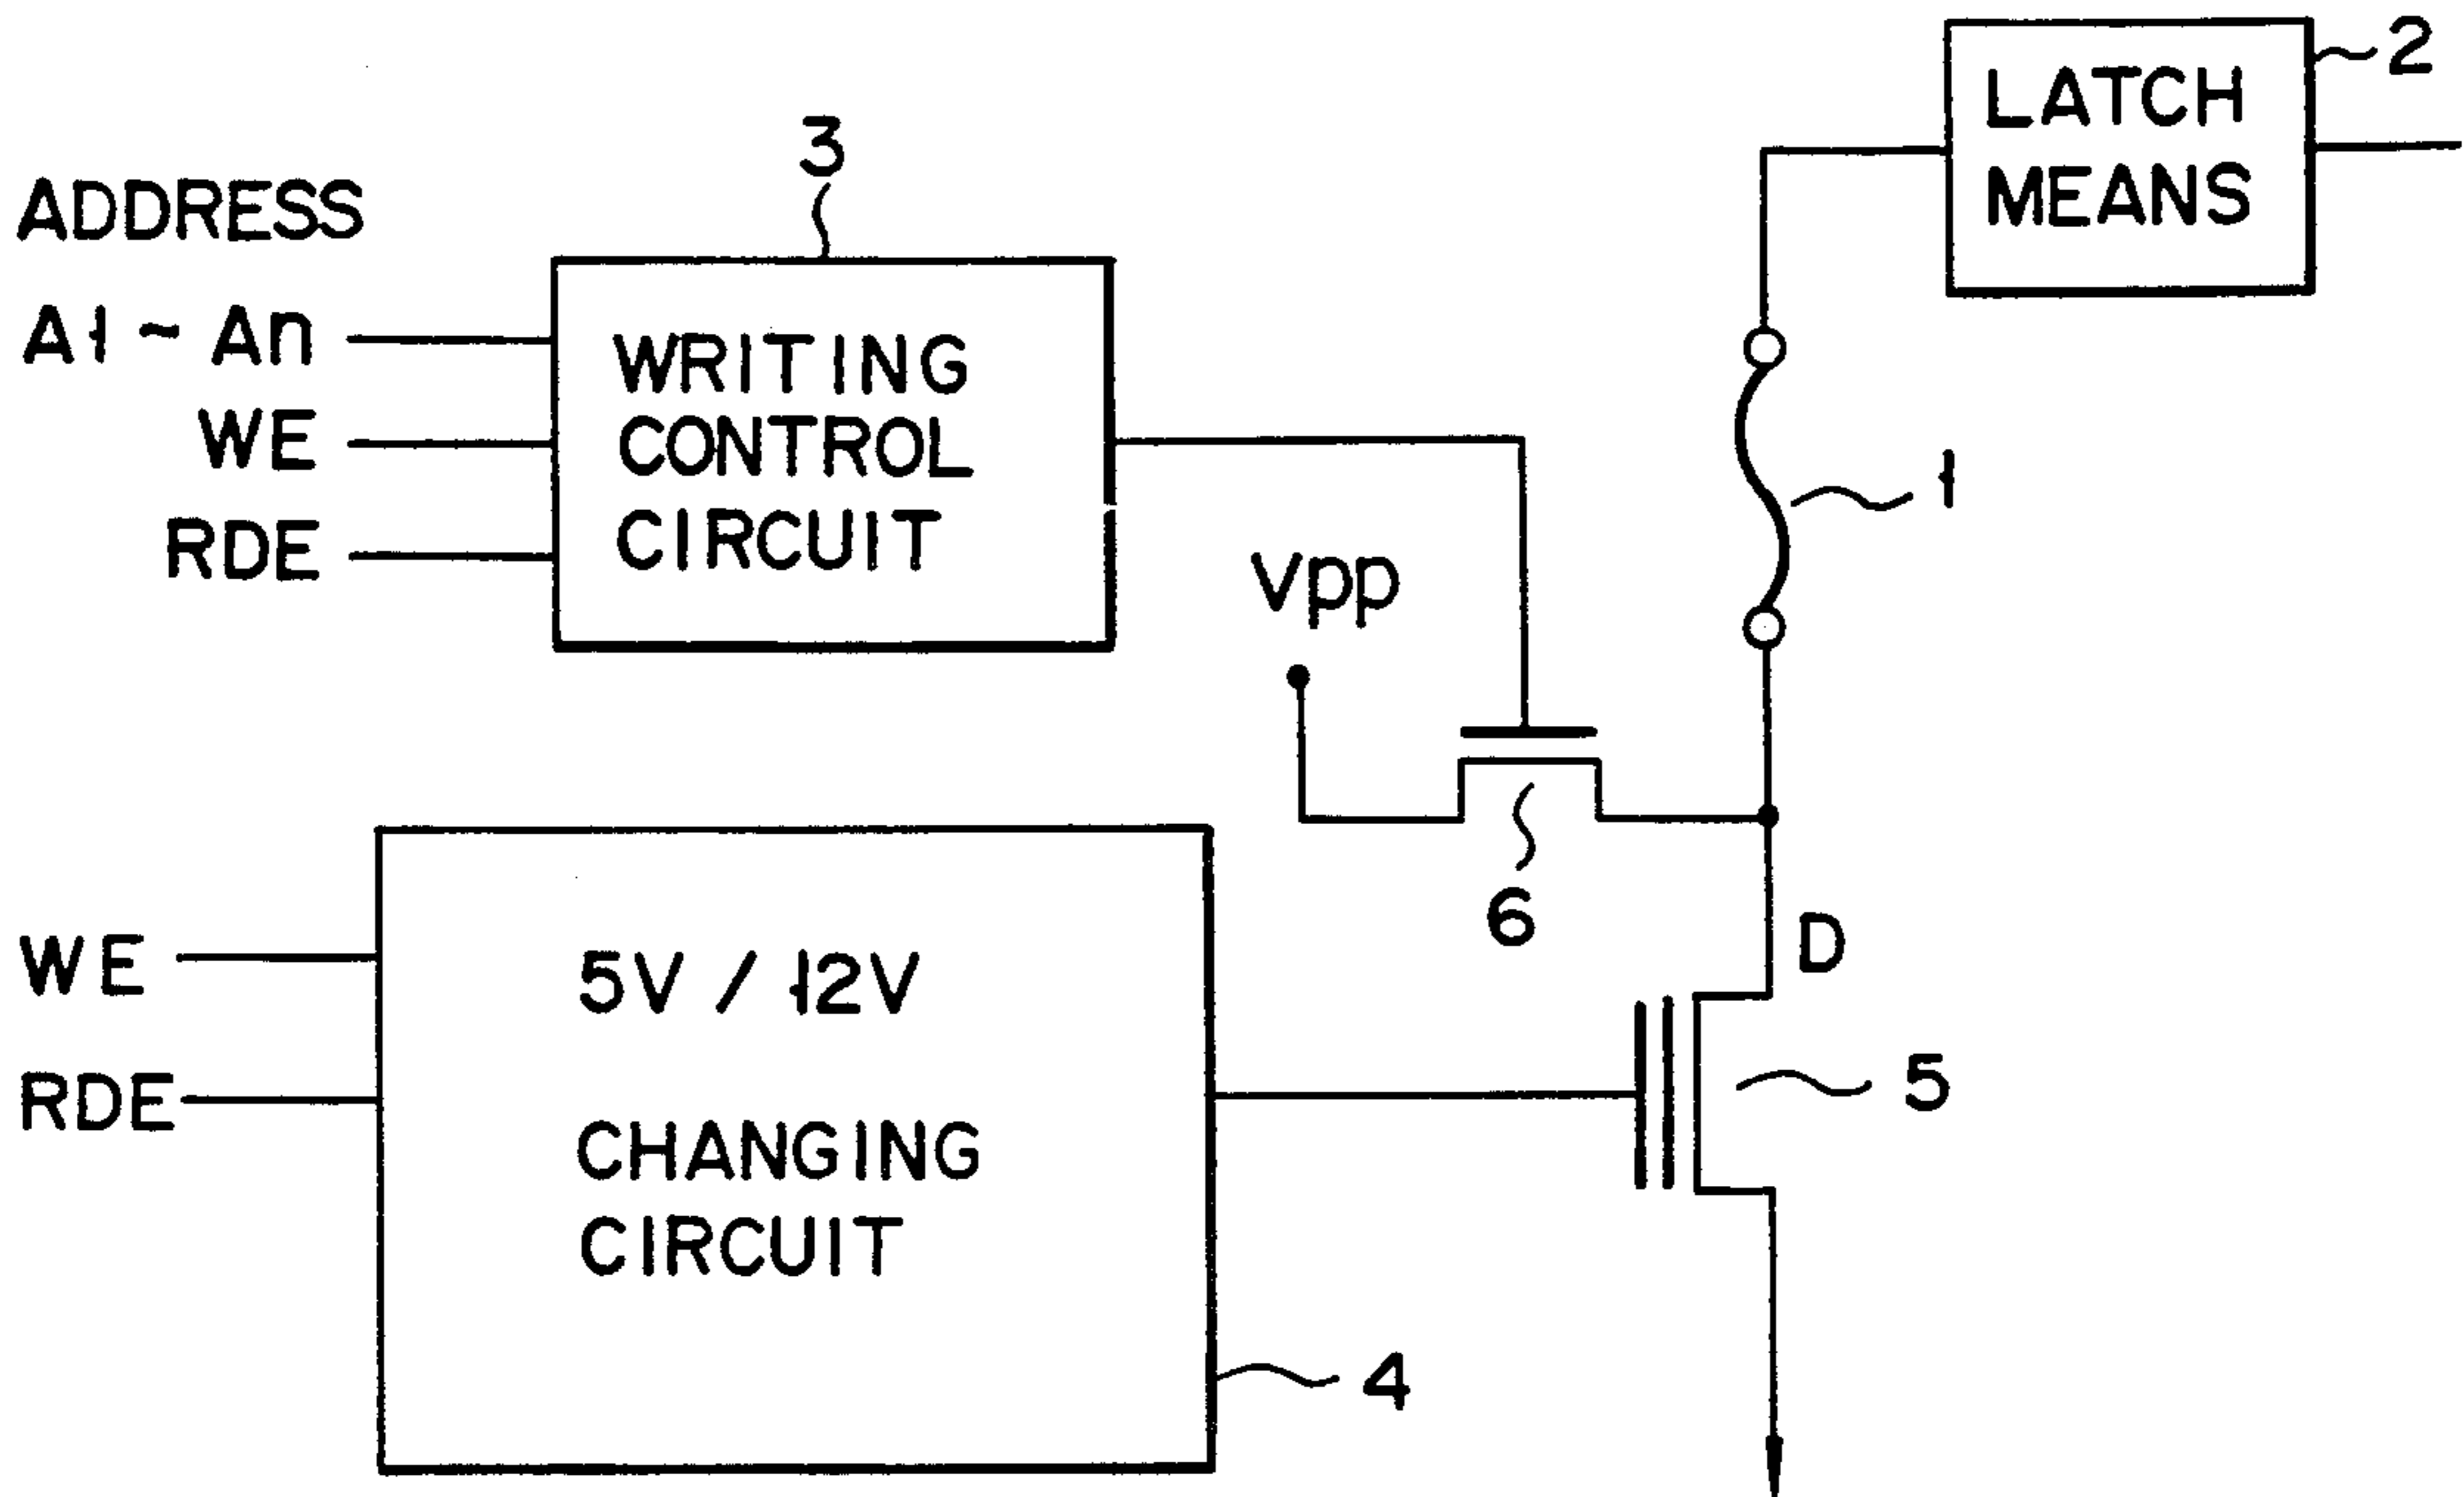 2
LATCH
MEANS
3
ADDRESS
A1 ~ An
WE
RDE
WRITING
CONTROL
CIRCUIT
1
Vpp
6
D
WE
RDE
5V / 12V
CHANGING
CIRCUIT
5
4